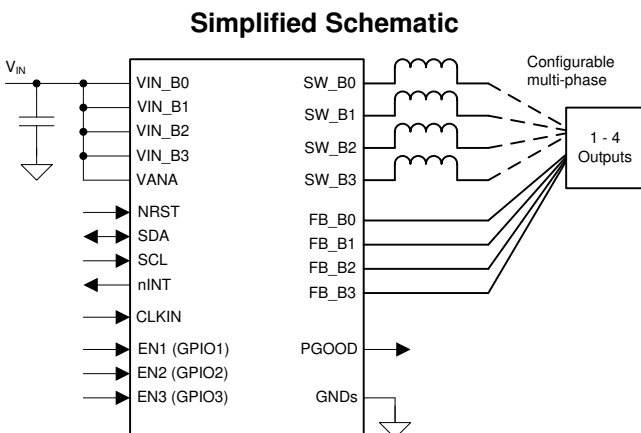 Simplified Schematic
VIN
VIN_B0
VIN_B1
VIN_B2
VIN_B3
VANA
NRST
SDA
SCL
nINT
CLKIN
EN1 (GPIO1)
EN2 (GPIO2)
EN3 (GPIO3)
SW_B0
SW_B1
SW_B2
SW_B3
FB_B0
FB_B1
FB_B2
FB_B3
PGOOD
GNDs
Configurable
multi-phase
1 - 4
Outputs